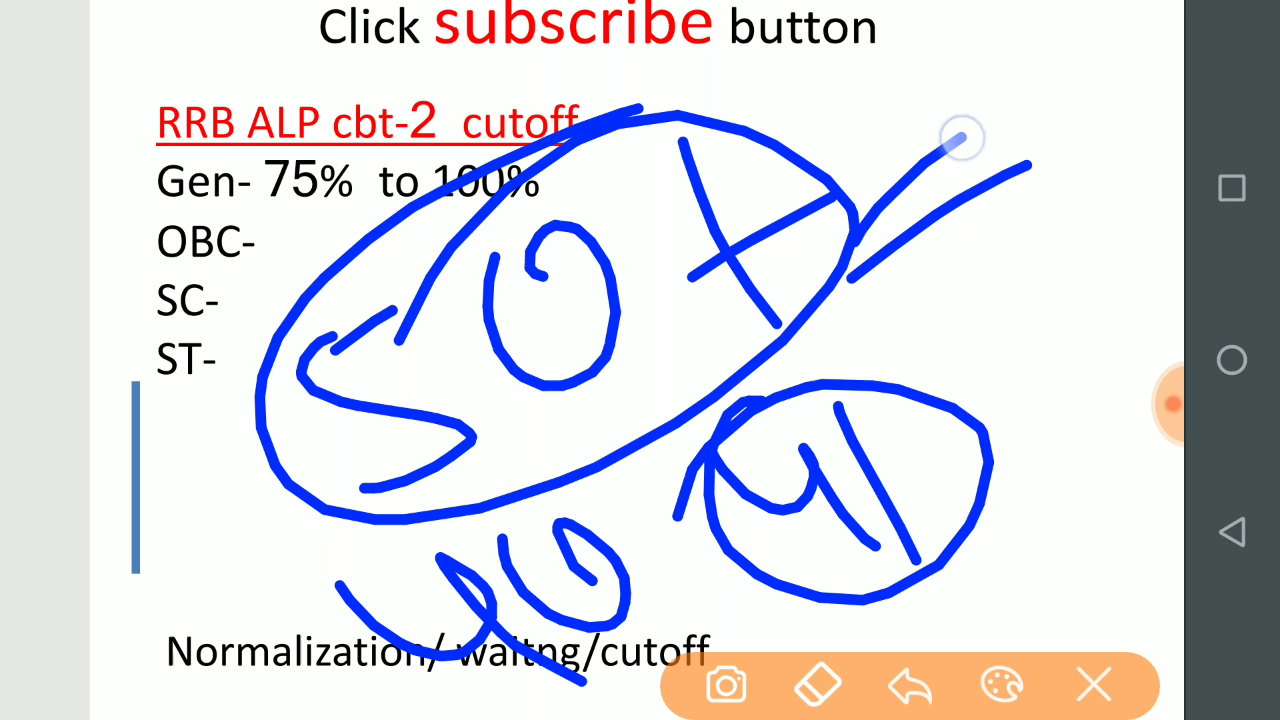 Click subscribe button
RRB ALP cbt-2 cutoff
Gen- 75% to 100%
OBC-
SC-
ST-
Normalization/ waitng/cutoff